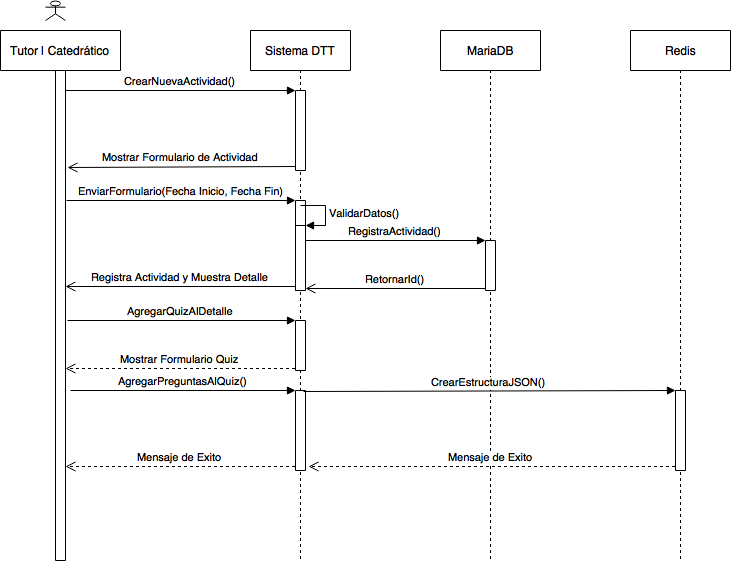 Tutor | Catedrático
Sistema DTT
MariaDB
Redis
CrearNuevaActividad()
Mostrar Formulario de Actividad
EnviarFormulario(Fecha Inicio, Fecha Fin)
ValidarDatos()
RegistraActividad()
Registra Actividad y Muestra Detalle
RetornarId()
AgregarQuizAlDetalle
Mostrar Formulario Quiz
AgregarPreguntasAlQuiz()
CrearEstructuraJSON()
Mensaje de Exito
Mensaje de Exito